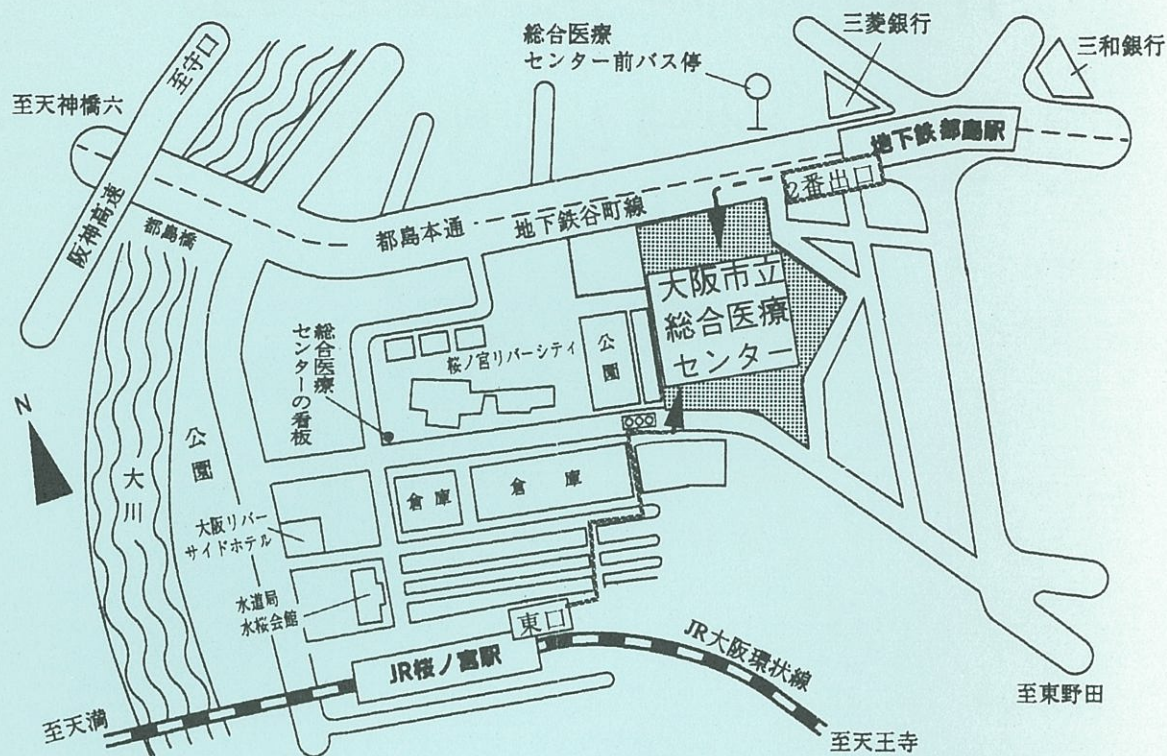 総合医療
センター前バス停
三菱銀行
三和銀行
至守口
至天神橋六
地下鉄都島駅
2番出口
阪神高速
都島橋
都島本通
地下鉄谷町線
大阪市立
総合医療
センター
総合医療
センターの看板
桜ノ宮リバーシティ
公園
N
公園
大川
倉庫
倉庫
大阪リバー
サイドホテル
水道局
水桜会館
東口
JR桜ノ宮駅
JR大阪環状線
至東野田
至天満
至天王寺